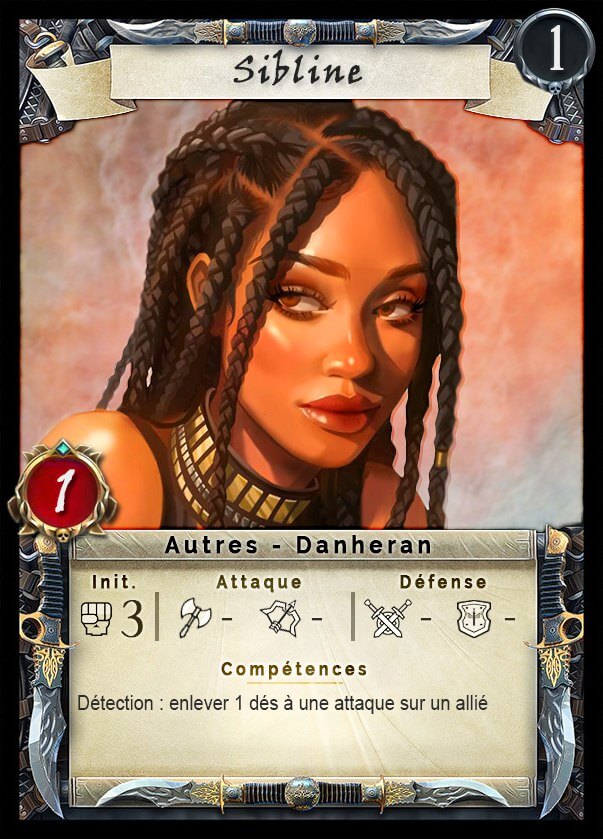 Sibline
1
1
Autres - Danheran
Init. Attaque Défense
3 - - - -
Compétences
Détection : enlever 1 dés à une attaque sur un allié